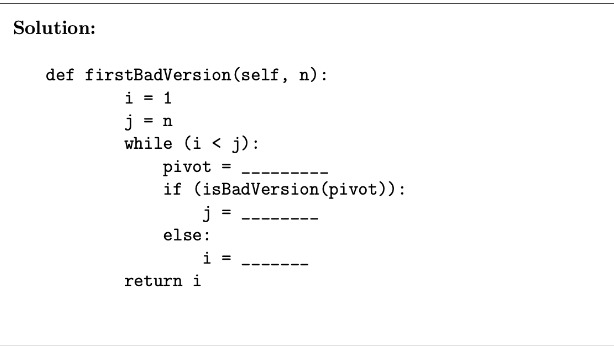 Solution:
def firstBadVersion(self, n):
i = 1
j = n
while (i < j):
pivot = _________
if (isBadVersion(pivot)):
j = ________
else:
i = _______
return i